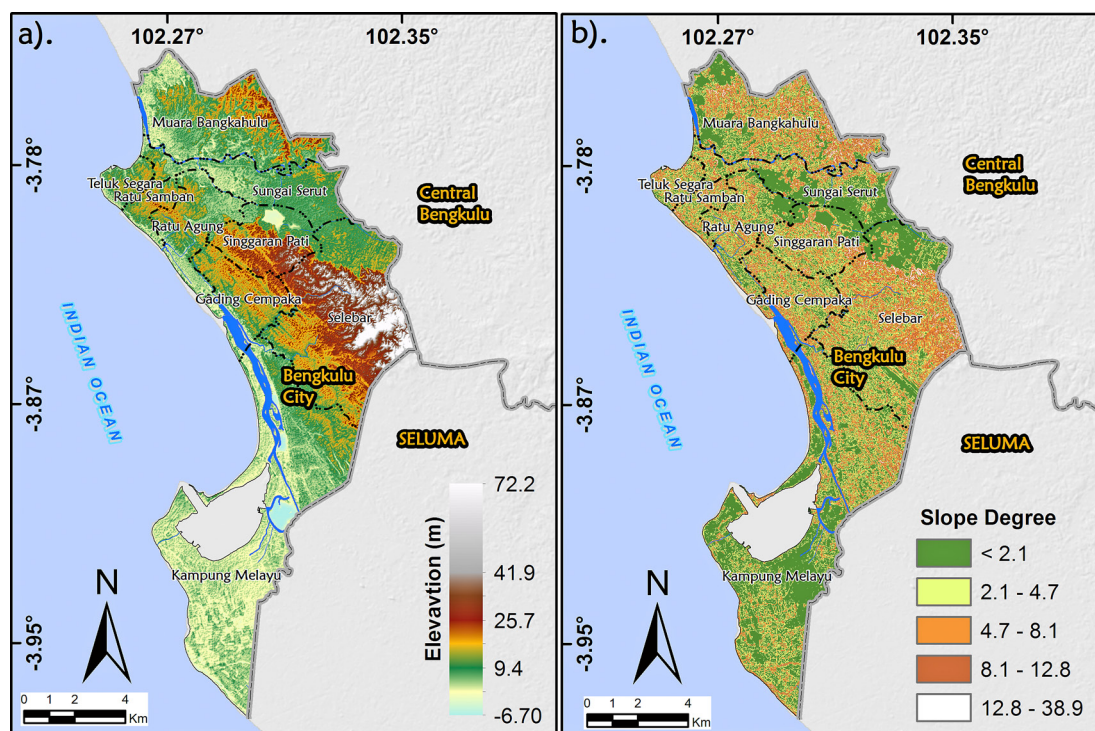 a).
102.27°
102.35°
-3.78°
-3.87°
-3.95°
Muara Bangkahulu
Teluk Segara
Ratu Samban
Sungai Serut
Ratu Agung
Singgaran Pati
Gading Cempaka
Selebar
Kampung Melayu
Central
Bengkulu
Bengkulu
City
SELUMA
INDIAN OCEAN
Elevavtion (m)
72.2
41.9
25.7
9.4
-6.70
N
0 1 2 4
Km
b).
102.27°
102.35°
-3.78°
-3.87°
-3.95°
Muara Bangkahulu
Teluk Segara
Ratu Samban
Sungai Serut
Ratu Agung
Singgaran Pati
Gading Cempaka
Selebar
Kampung Melayu
Central
Bengkulu
Bengkulu
City
SELUMA
INDIAN OCEAN
Slope Degree
< 2.1
2.1 - 4.7
4.7 - 8.1
8.1 - 12.8
12.8 - 38.9
N
0 1 2 4
Km